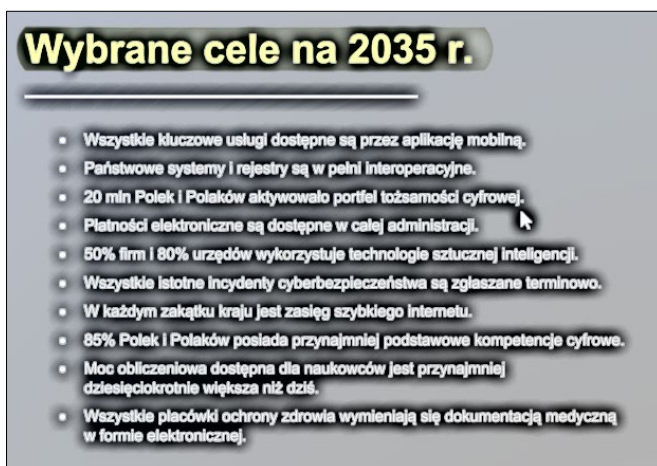 Wybrane cele na 2035 r.
• Wszystkie kluczowe usługi dostępne są przez aplikację mobilną.
• Państwowe systemy i rejestry są w pełni interoperacyjne.
• 20 mln Polek i Polaków aktywowało portfel tożsamości cyfrowej.
• Płatności elektroniczne są dostępne w całej administracji.
• 50% firm i 80% urzędów wykorzystuje technologie sztucznej inteligencji.
• Wszystkie istotne incydenty cyberbezpieczeństwa są zgłaszane terminowo.
• W każdym zakątku kraju jest zasięg szybkiego internetu.
• 85% Polek i Polaków posiada przynajmniej podstawowe kompetencje cyfrowe.
• Moc obliczeniowa dostępna dla naukowców jest przynajmniej
dziesięciokrotnie większa niż dziś.
• Wszystkie placówki ochrony zdrowia wymieniają się dokumentacją medyczną
w formie elektronicznej.